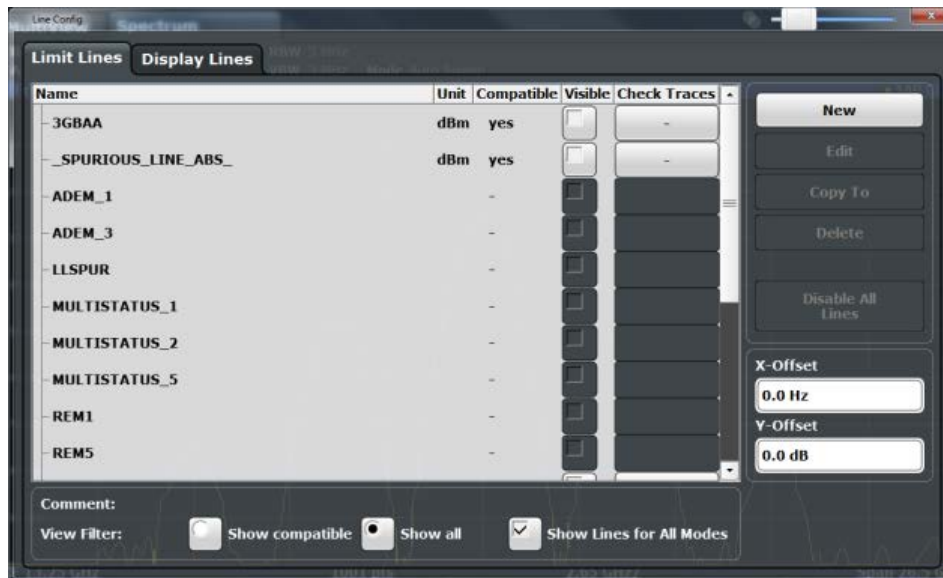 Line Config
Spectrum
Limit Lines Display Lines
Name Unit Compatible Visible Check Traces
3GBAA dBm yes -
_SPURIOUS_LINE_ABS_ dBm yes -
ADEM_1 -
ADEM_3 -
LLSPUR -
MULTISTATUS_1 -
MULTISTATUS_2 -
MULTISTATUS_5 -
REM1 -
REM5 -
New
Edit
Copy To
Delete
Disable All
Lines
X-Offset
0.0 Hz
Y-Offset
0.0 dB
Comment:
View Filter: Show compatible Show all Show Lines for All Modes